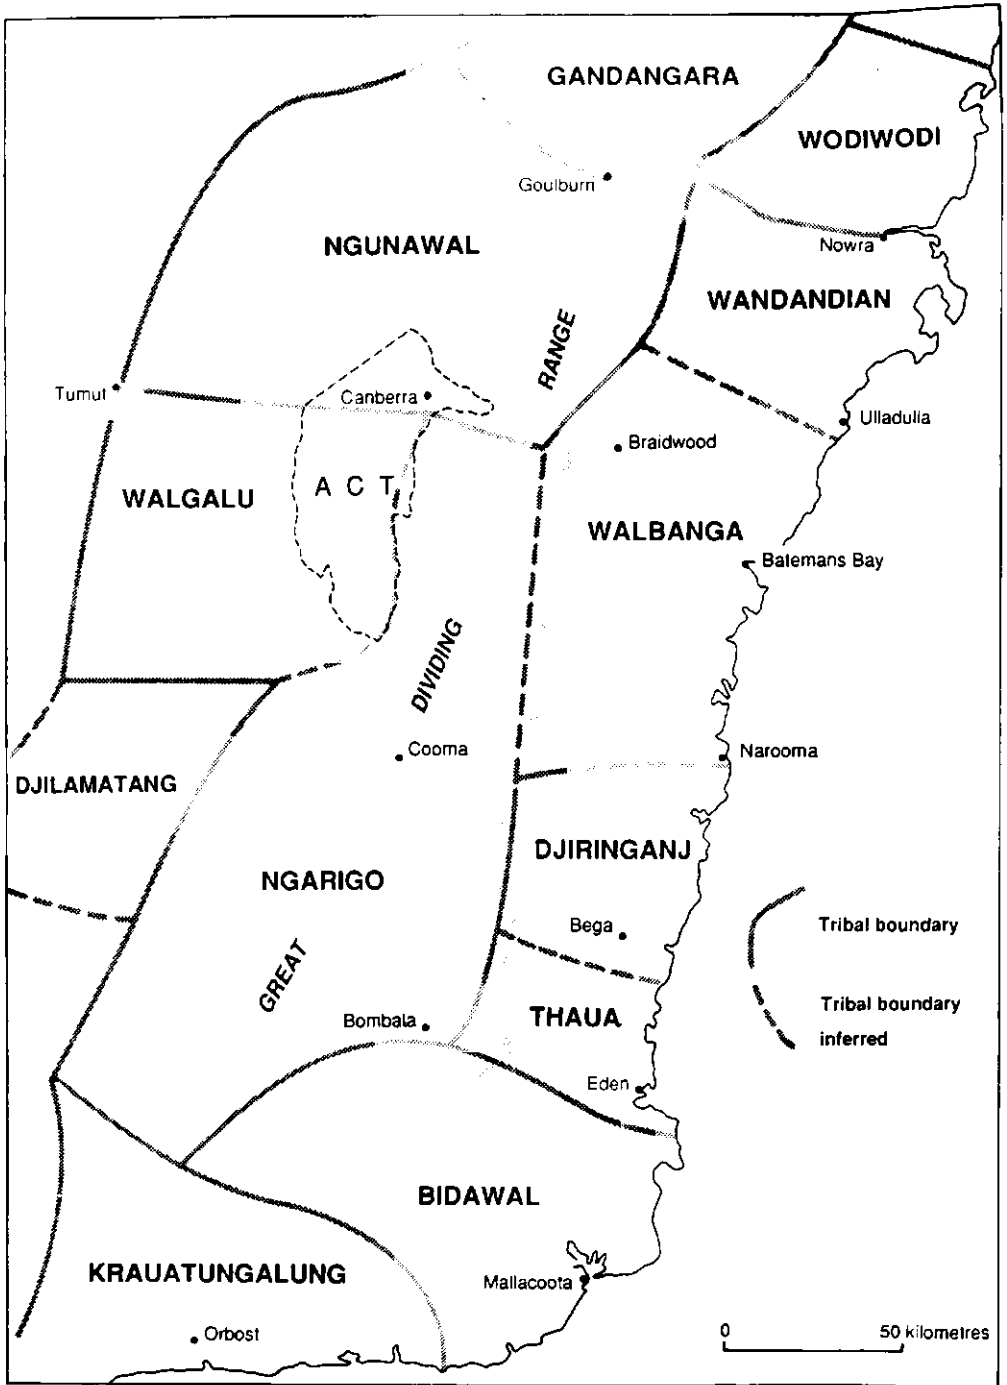 GANDANGARA
WODIWODI
Goulburn
NGUNAWAL
Nowra
WANDANDIAN
RANGE
Tumut
Canberra
Ulladulla
Braidwood
A C T
WALGALU
WALBANGA
Batemans Bay
DIVIDING
Cooma
Narooma
DJILAMATANG
DJIRINGANJ
NGARIGO
Bega
Tribal boundary
GREAT
Tribal boundary
inferred
THAUA
Bombala
Eden
BIDAWAL
KRAUATUNGALUNG
Mallacoota
Orbost
0 50 kilometres